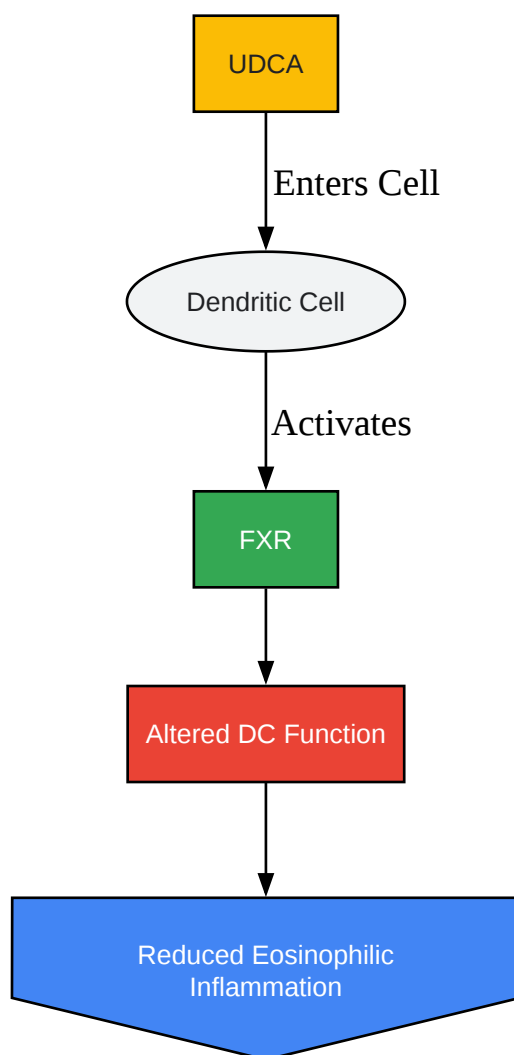 UDCA
Enters Cell
Dendritic Cell
Activates
FXR
Altered DC Function
Reduced Eosinophilic
Inflammation